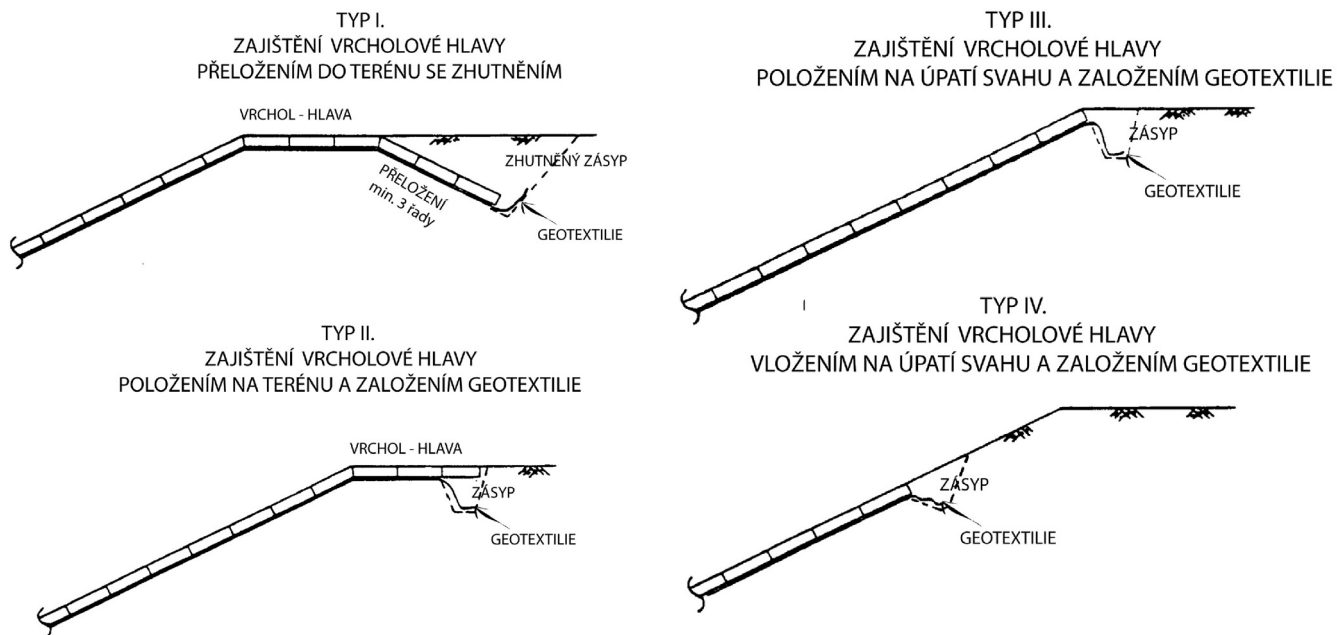 TYP I.
ZAJIŠTĚNÍ VRCHOLOVÉ HLAVY
PŘELOŽENÍM DO TERÉNU SE ZHUTNĚNÍM
VRCHOL - HLAVA
ZHUTNĚNÝ ZÁSYP
PŘELOŽENÍ
min. 3 řady
GEOTEXTILIE
TYP II.
ZAJIŠTĚNÍ VRCHOLOVÉ HLAVY
POLOŽENÍM NA TERÉNU A ZALOŽENÍM GEOTEXTILIE
VRCHOL - HLAVA
ZÁSYP
GEOTEXTILIE
TYP III.
ZAJIŠTĚNÍ VRCHOLOVÉ HLAVY
POLOŽENÍM NA ÚPATÍ SVAHU A ZALOŽENÍM GEOTEXTILIE
ZÁSYP
GEOTEXTILIE
TYP IV.
ZAJIŠTĚNÍ VRCHOLOVÉ HLAVY
VLOŽENÍM NA ÚPATÍ SVAHU A ZALOŽENÍM GEOTEXTILIE
ZÁSYP
GEOTEXTILIE